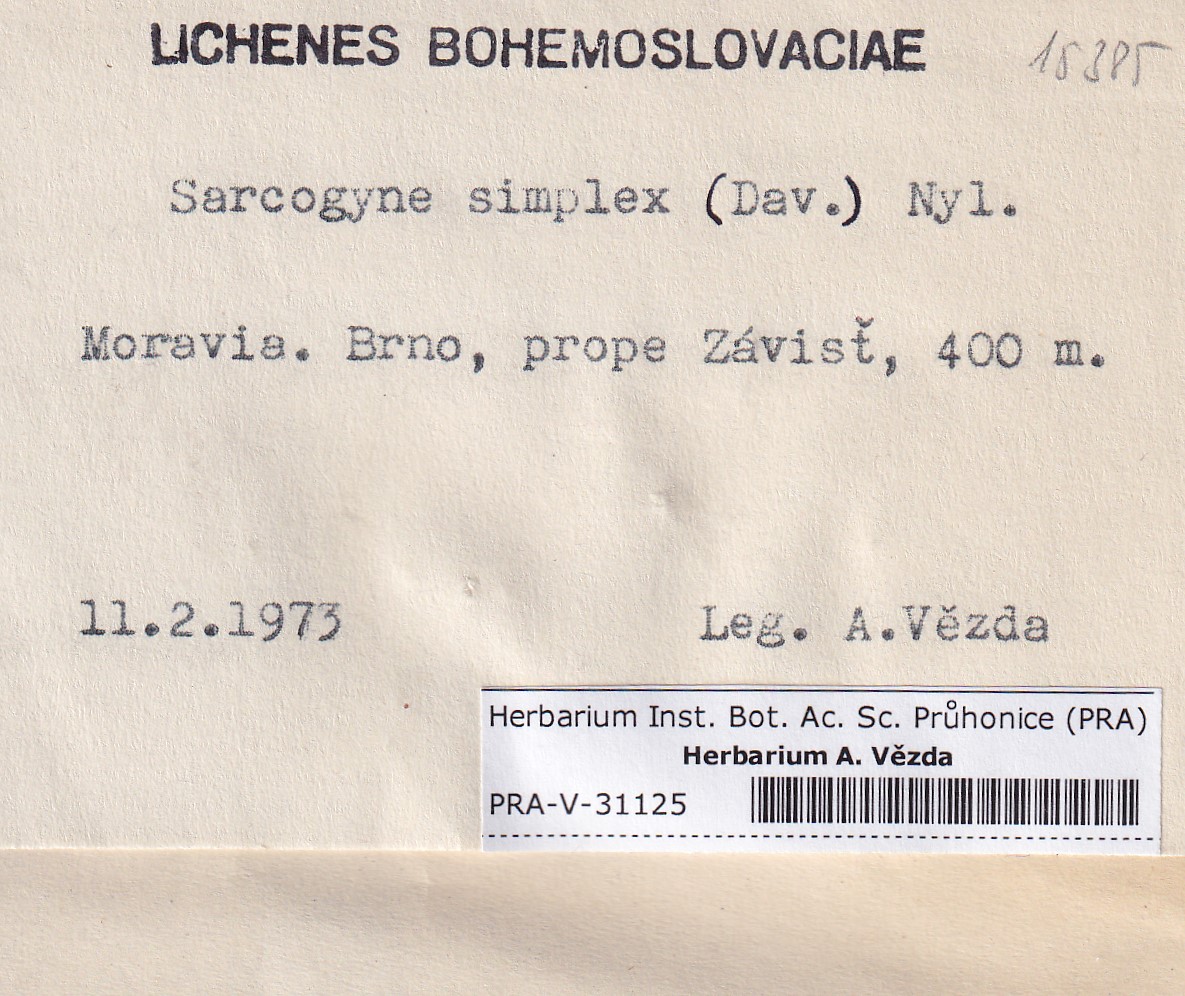 LICHENES BOHEMOSLOVACIAE 15385
Sarcogyne simplex (Dav.) Nyl.
Moravia. Brno, prope Závisť, 400 m.
11.2.1973 Leg. A.Vězda
Herbarium Inst. Bot. Ac. Sc. Průhonice (PRA)
Herbarium A. Vězda
PRA-V-31125